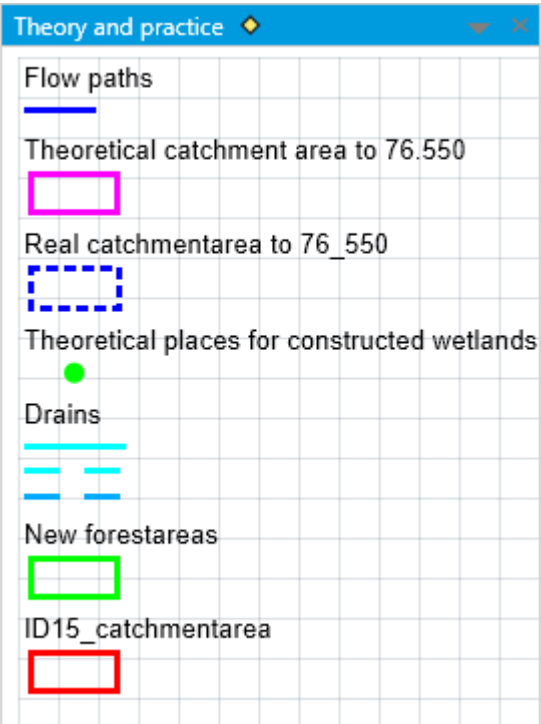 Theory and practice
Flow paths
Theoretical catchment area to 76.550
Real catchmentarea to 76_550
Theoretical places for constructed wetlands
Drains
New forestareas
ID15_catchmentarea